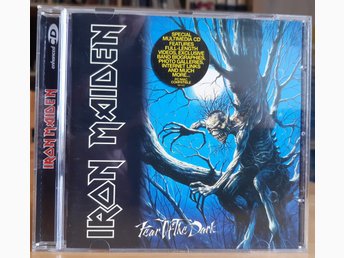 enhanced CD
IRON MAIDEN
IRON MAIDEN
SPECIAL
MULTIMEDIA CD
FEATURES
FULL-LENGTH
VIDEOS, EXCLUSIVE
BAND BIOGRAPHIES,
PHOTO GALLERIES,
INTERNET LINKS
AND MUCH
MORE...
Fear Of The Dark